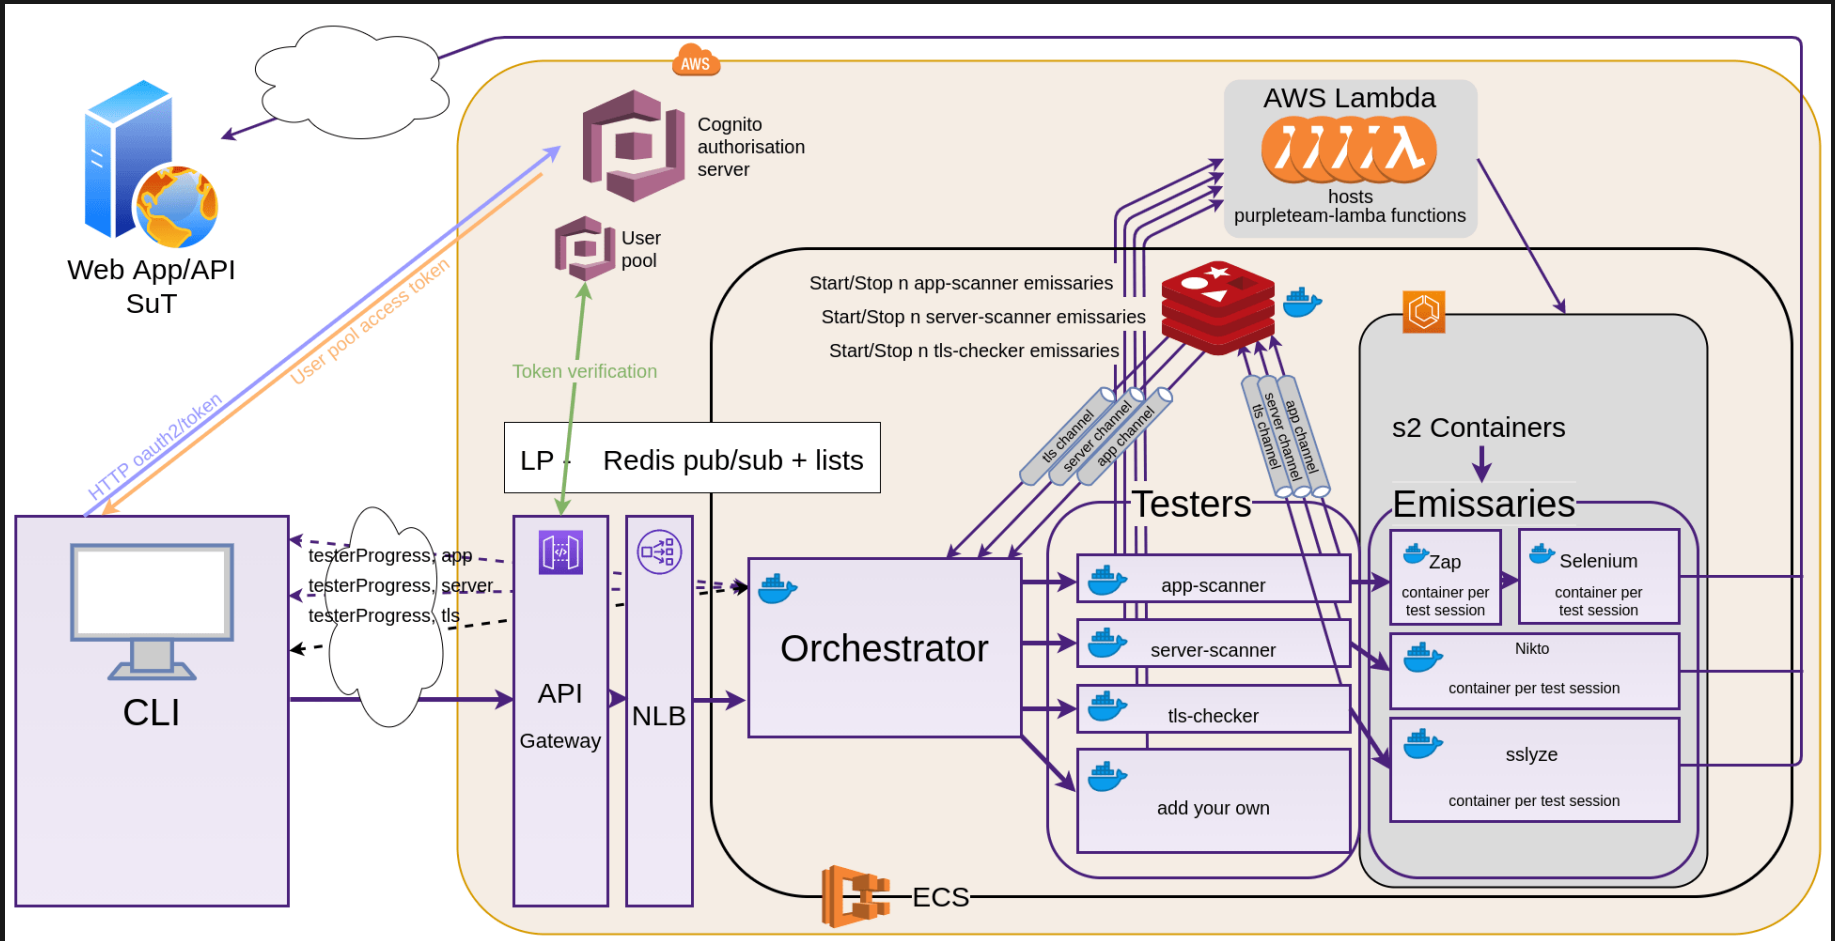 AWS
Cognito
authorisation
server
User
pool
AWS Lambda
hosts
purpleteam-lamba functions
Web App/API
SuT
HTTP oauth2/token
User pool access token
Token verification
Start/Stop n app-scanner emissaries
Start/Stop n server-scanner emissaries
Start/Stop n tls-checker emissaries
LP - Redis pub/sub + lists
tls channel
server channel
app channel
tls channel
server channel
app channel
s2 Containers
Testers
Emissaries
testerProgress, app
testerProgress, server
testerProgress, tls
CLI
API
Gateway
NLB
Orchestrator
app-scanner
server-scanner
tls-checker
add your own
Zap
container per
test session
Selenium
container per
test session
Nikto
container per test session
sslyze
container per test session
ECS